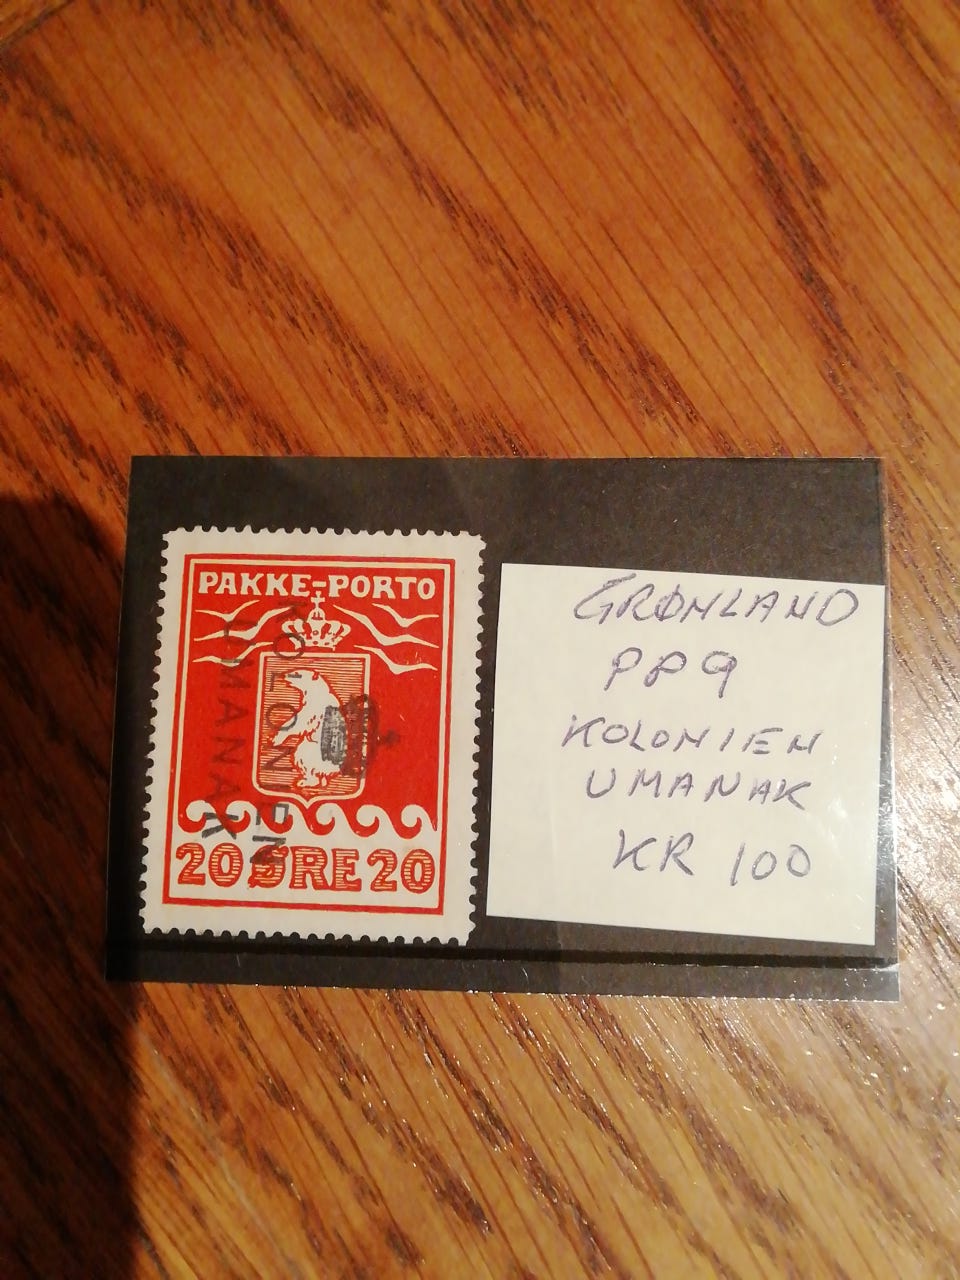 PAKKE-PORTO
KOLONIEN
UMANAK
20 ØRE 20
GRØNLAND
PP9
KOLONIEN
UMANAK
KR 100